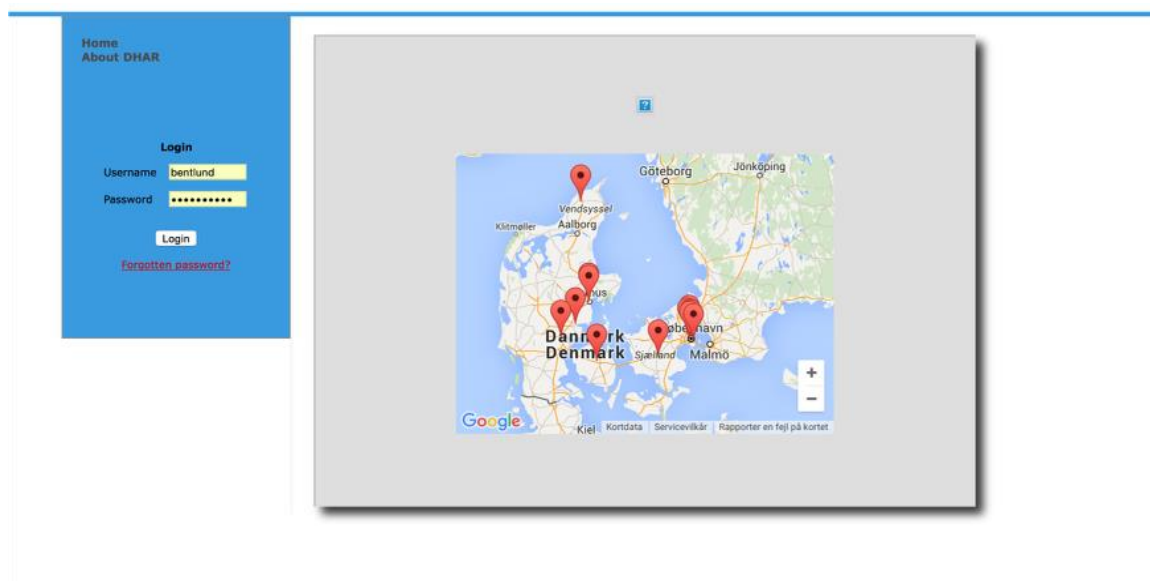 Home
About DHAR
Login
Username bentlund
Password ••••••••••
Login
Forgotten password?
?
Göteborg
Jönköping
Vendsyssel
Klitmøller
Aalborg
Danmark
Denmark
Sjælland
Malmö
+
−
Google
Kiel
Kortdata
Servicevilkår
Rapporter en fejl på kortet